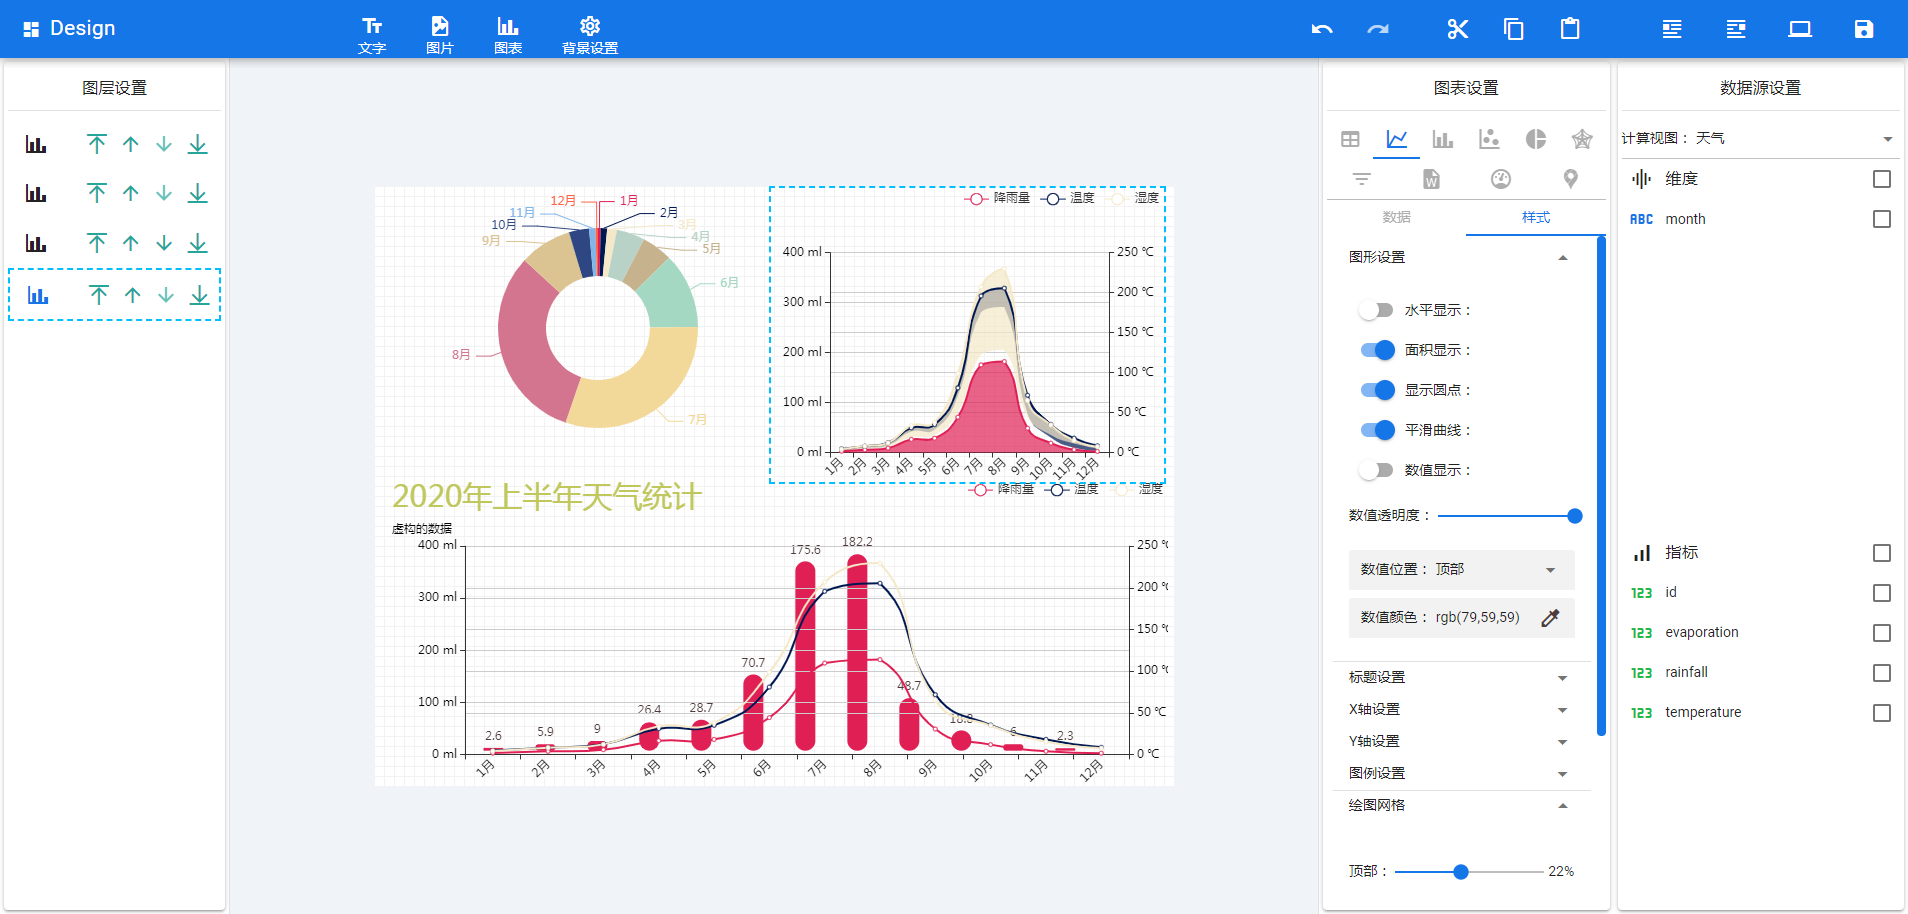 Design
文字
图片
图表
背景设置
图层设置
12月
1月
11月
2月
10月
3月
9月
4月
5月
6月
8月
7月
降雨量
温度
湿度
400 ml
300 ml
200 ml
100 ml
0 ml
250 ℃
200 ℃
150 ℃
100 ℃
50 ℃
0 ℃
1月
2月
3月
4月
5月
6月
7月
8月
9月
10月
11月
12月
2020年上半年天气统计
虚构的数据
降雨量
温度
湿度
400 ml
300 ml
200 ml
100 ml
0 ml
2.6
5.9
9
26.4
28.7
70.7
175.6
182.2
48.7
18.8
6
2.3
250 ℃
200 ℃
150 ℃
100 ℃
50 ℃
0 ℃
1月
2月
3月
4月
5月
6月
7月
8月
9月
10月
11月
12月
图表设置
数据
样式
图形设置
水平显示：
面积显示：
显示圆点：
平滑曲线：
数值显示：
数值透明度：
数值位置： 顶部
数值颜色： rgb(79,59,59)
标题设置
X轴设置
Y轴设置
图例设置
绘图网格
顶部： 22%
数据源设置
计算视图： 天气
维度
ABC month
指标
123 id
123 evaporation
123 rainfall
123 temperature